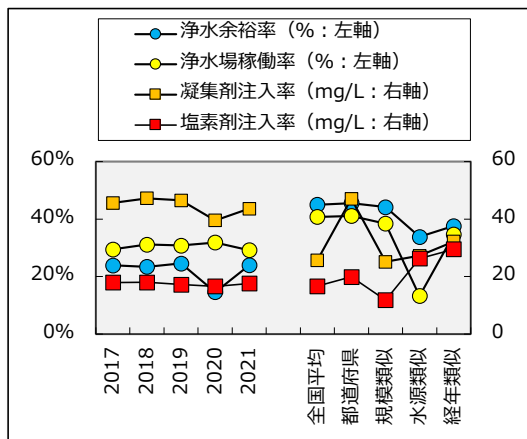 浄水余裕率（%：左軸）
浄水場稼働率（%：左軸）
凝集剤注入率（mg/L：右軸）
塩素剤注入率（mg/L：右軸）
60%
40%
20%
0%
60
40
20
0
2017
2018
2019
2020
2021
全国平均
都道府県
規模類似
水源類似
経年類似